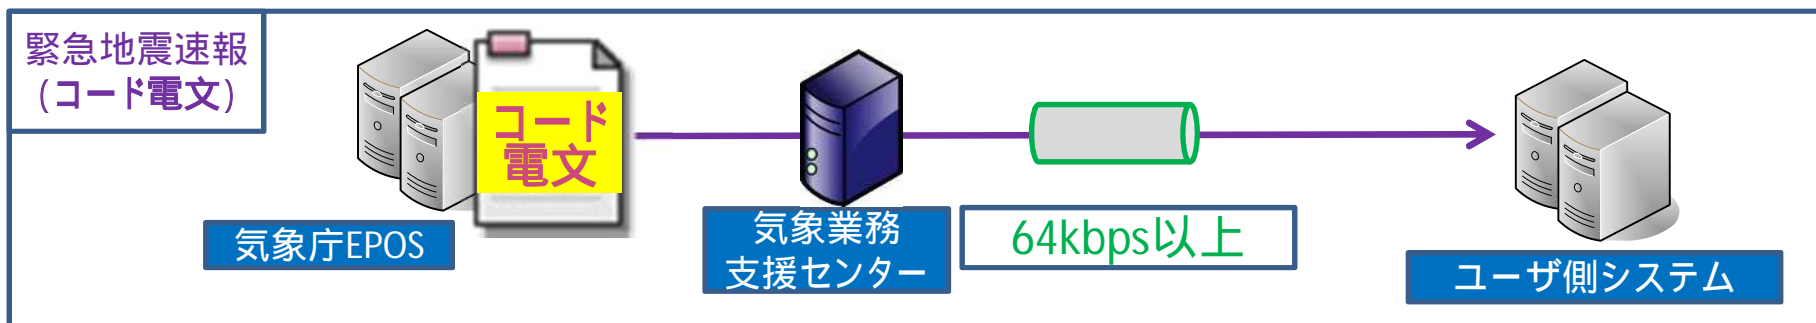 緊急地震速報
(コード電文)
コード
電文
気象庁EPOS
気象業務
支援センター
64kbps以上
ユーザ側システム